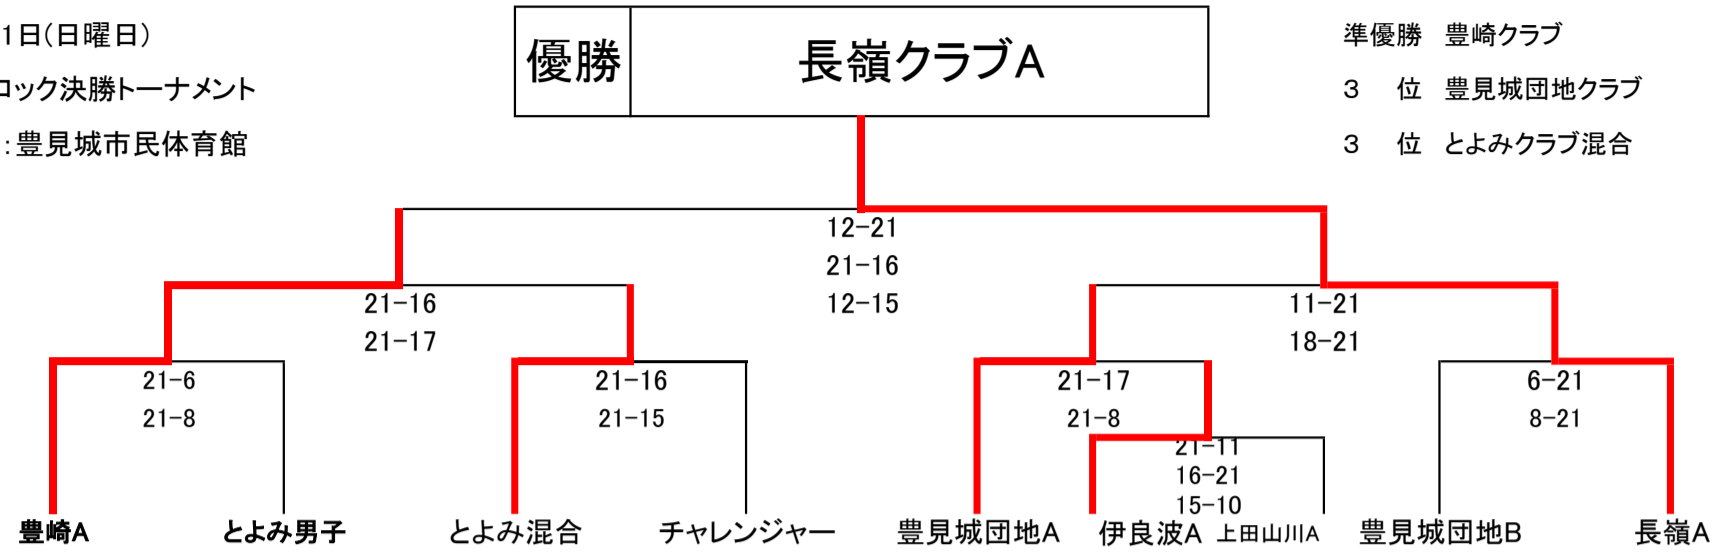 1日(日曜日)
ロック決勝トーナメント
：豊見城市民体育館
優勝 長嶺クラブA
準優勝 豊崎クラブ
3 位 豊見城団地クラブ
3 位 とよみクラブ混合
12-21
21-16
12-15
21-16
21-17
11-21
18-21
21-6
21-8
21-16
21-15
21-17
21-8
6-21
8-21
21-11
16-21
15-10
豊崎A とよみ男子 とよみ混合 チャレンジャー 豊見城団地A 伊良波A 上田山川A 豊見城団地B 長嶺A